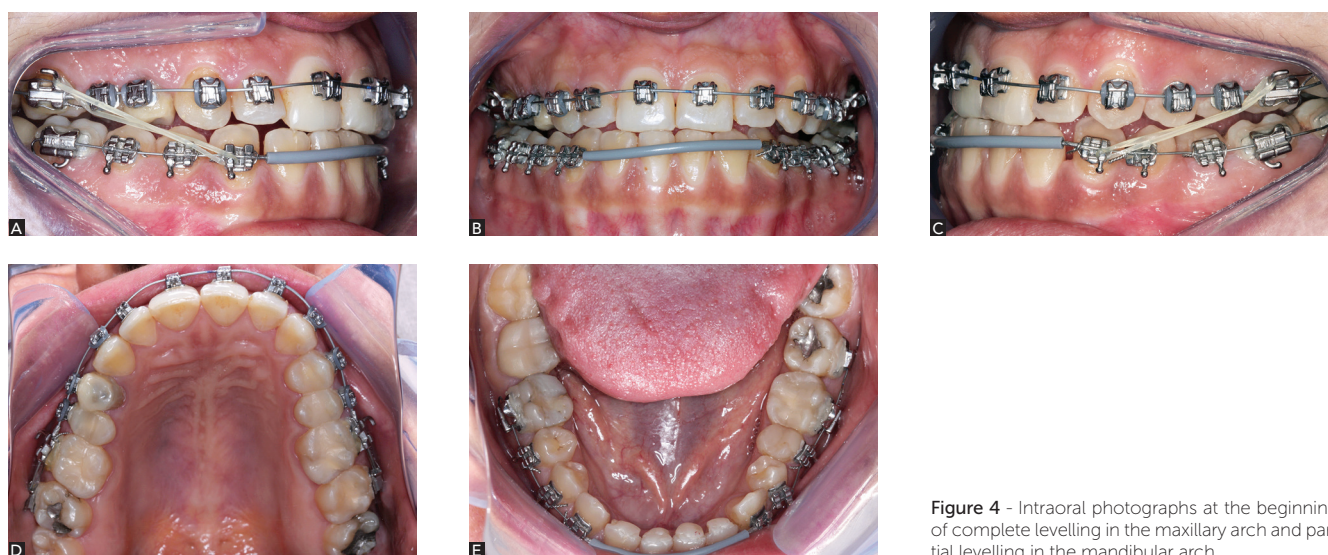 A
B
C
D
E
Figure 4 - Intraoral photographs at the beginning
of complete levelling in the maxillary arch and par-
tial levelling in the mandibular arch.